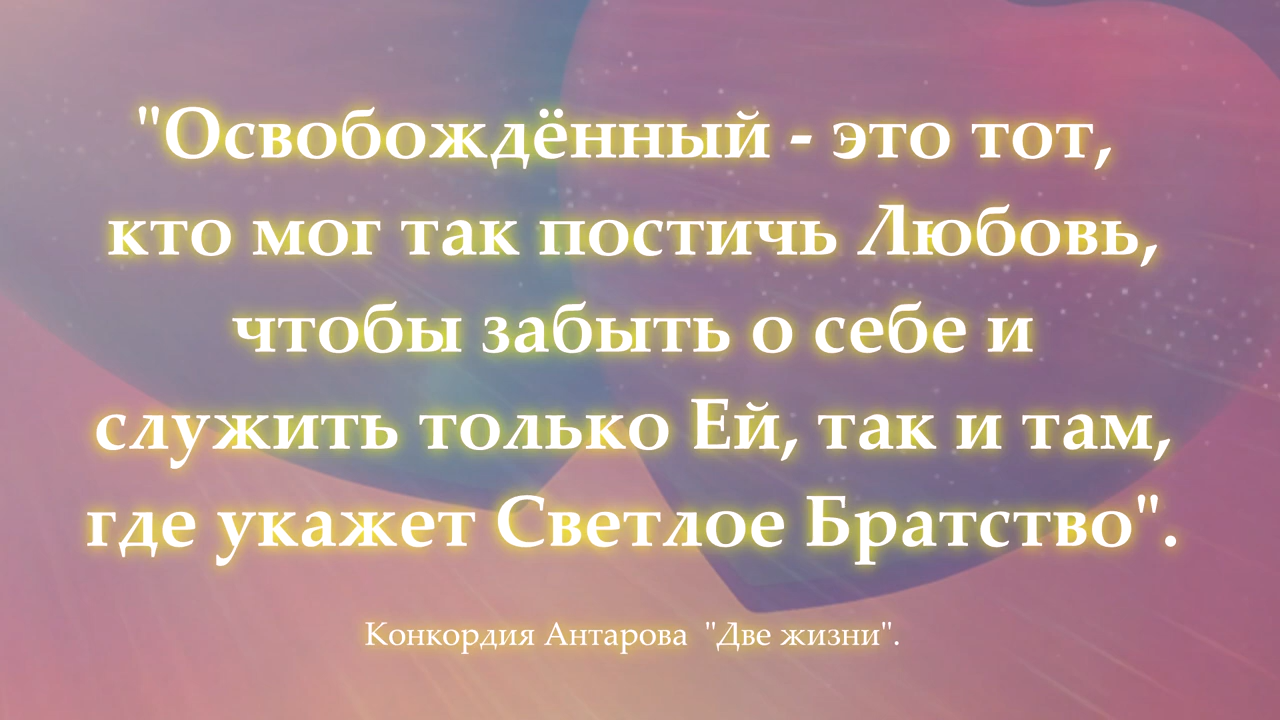 "Освобождённый - это тот,
кто мог так постичь Любовь,
чтобы забыть о себе и
служить только Ей, так и там,
где укажет Светлое Братство".
Конкордия Антарова "Две жизни".